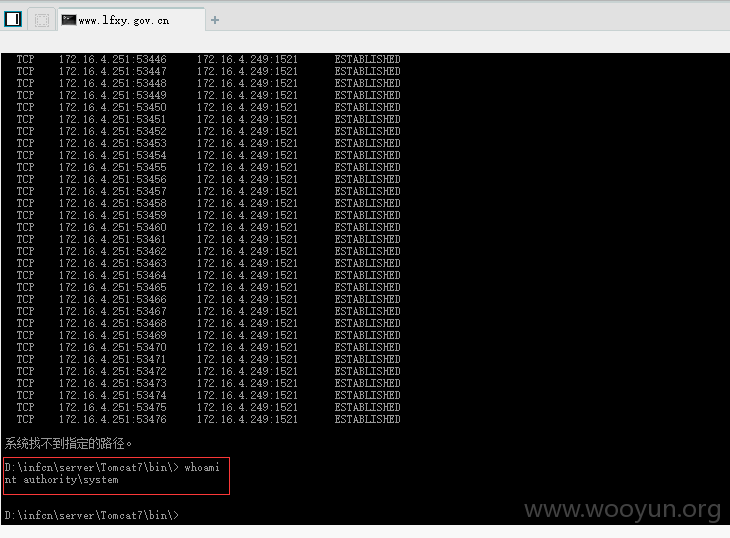 www.lfxy.gov.cn
TCP 172.16.4.251:53446 172.16.4.249:1521 ESTABLISHED
TCP 172.16.4.251:53447 172.16.4.249:1521 ESTABLISHED
TCP 172.16.4.251:53448 172.16.4.249:1521 ESTABLISHED
TCP 172.16.4.251:53449 172.16.4.249:1521 ESTABLISHED
TCP 172.16.4.251:53450 172.16.4.249:1521 ESTABLISHED
TCP 172.16.4.251:53451 172.16.4.249:1521 ESTABLISHED
TCP 172.16.4.251:53452 172.16.4.249:1521 ESTABLISHED
TCP 172.16.4.251:53453 172.16.4.249:1521 ESTABLISHED
TCP 172.16.4.251:53454 172.16.4.249:1521 ESTABLISHED
TCP 172.16.4.251:53455 172.16.4.249:1521 ESTABLISHED
TCP 172.16.4.251:53456 172.16.4.249:1521 ESTABLISHED
TCP 172.16.4.251:53457 172.16.4.249:1521 ESTABLISHED
TCP 172.16.4.251:53458 172.16.4.249:1521 ESTABLISHED
TCP 172.16.4.251:53459 172.16.4.249:1521 ESTABLISHED
TCP 172.16.4.251:53460 172.16.4.249:1521 ESTABLISHED
TCP 172.16.4.251:53461 172.16.4.249:1521 ESTABLISHED
TCP 172.16.4.251:53462 172.16.4.249:1521 ESTABLISHED
TCP 172.16.4.251:53463 172.16.4.249:1521 ESTABLISHED
TCP 172.16.4.251:53464 172.16.4.249:1521 ESTABLISHED
TCP 172.16.4.251:53465 172.16.4.249:1521 ESTABLISHED
TCP 172.16.4.251:53466 172.16.4.249:1521 ESTABLISHED
TCP 172.16.4.251:53467 172.16.4.249:1521 ESTABLISHED
TCP 172.16.4.251:53468 172.16.4.249:1521 ESTABLISHED
TCP 172.16.4.251:53469 172.16.4.249:1521 ESTABLISHED
TCP 172.16.4.251:53470 172.16.4.249:1521 ESTABLISHED
TCP 172.16.4.251:53471 172.16.4.249:1521 ESTABLISHED
TCP 172.16.4.251:53472 172.16.4.249:1521 ESTABLISHED
TCP 172.16.4.251:53473 172.16.4.249:1521 ESTABLISHED
TCP 172.16.4.251:53474 172.16.4.249:1521 ESTABLISHED
TCP 172.16.4.251:53475 172.16.4.249:1521 ESTABLISHED
TCP 172.16.4.251:53476 172.16.4.249:1521 ESTABLISHED
系统找不到指定的路径。
D:\infcn\server\Tomcat7\bin\> whoami
nt authority\system
D:\infcn\server\Tomcat7\bin\>
www.wooyun.org